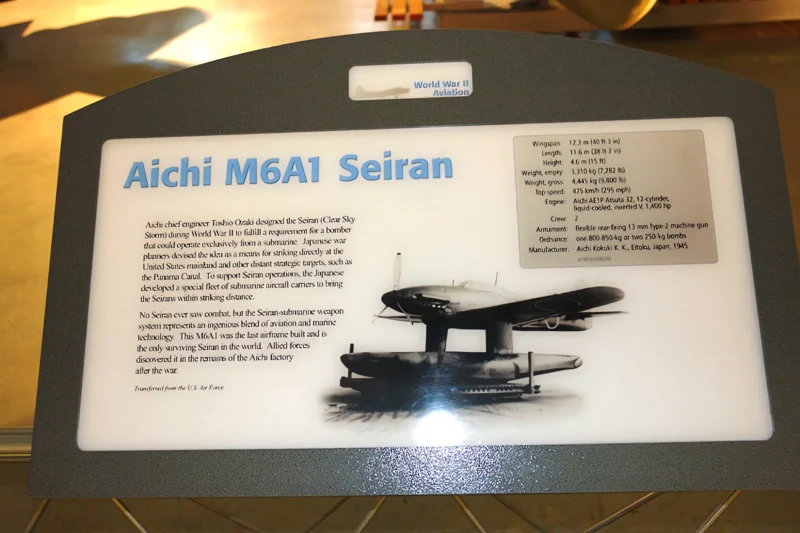 World War II
Aviation
Aichi M6A1 Seiran
Aichi chief engineer Toshio Ozaki designed the Seiran (Clear Sky
Storm) during World War II to fulfill a requirement for a bomber
that could operate exclusively from a submarine. Japanese war
planners devised the idea as a means for striking directly at the
United States mainland and other distant strategic targets, such as
the Panama Canal. To support Seiran operations, the Japanese
developed a special fleet of submarine aircraft carriers to bring
the Seirans within striking distance.
No Seiran ever saw combat, but the Seiran-submarine weapon
system represents an ingenious blend of aviation and marine
technology. This M6A1 was the last airframe built and is
the only surviving Seiran in the world. Allied forces
discovered it in the remains of the Aichi factory
after the war.
Transferred from the U.S. Air Force
Wingspan: 12.3 m (40 ft 3 in)
Length: 11.6 m (38 ft 2 in)
Height: 4.6 m (15 ft)
Weight, empty: 3,310 kg (7,282 lb)
Weight, gross: 4,445 kg (9,800 lb)
Top speed: 475 km/h (295 mph)
Engine: Aichi AE1P Atsuta 32, 12-cylinder,
liquid-cooled, inverted V, 1,400 hp
Crew: 2
Armament: flexible rear-firing 13 mm Type-2 machine gun
Ordnance: one 800-850-kg or two 250-kg bombs
Manufacturer: Aichi Kokuki K. K., Eitoku, Japan, 1945